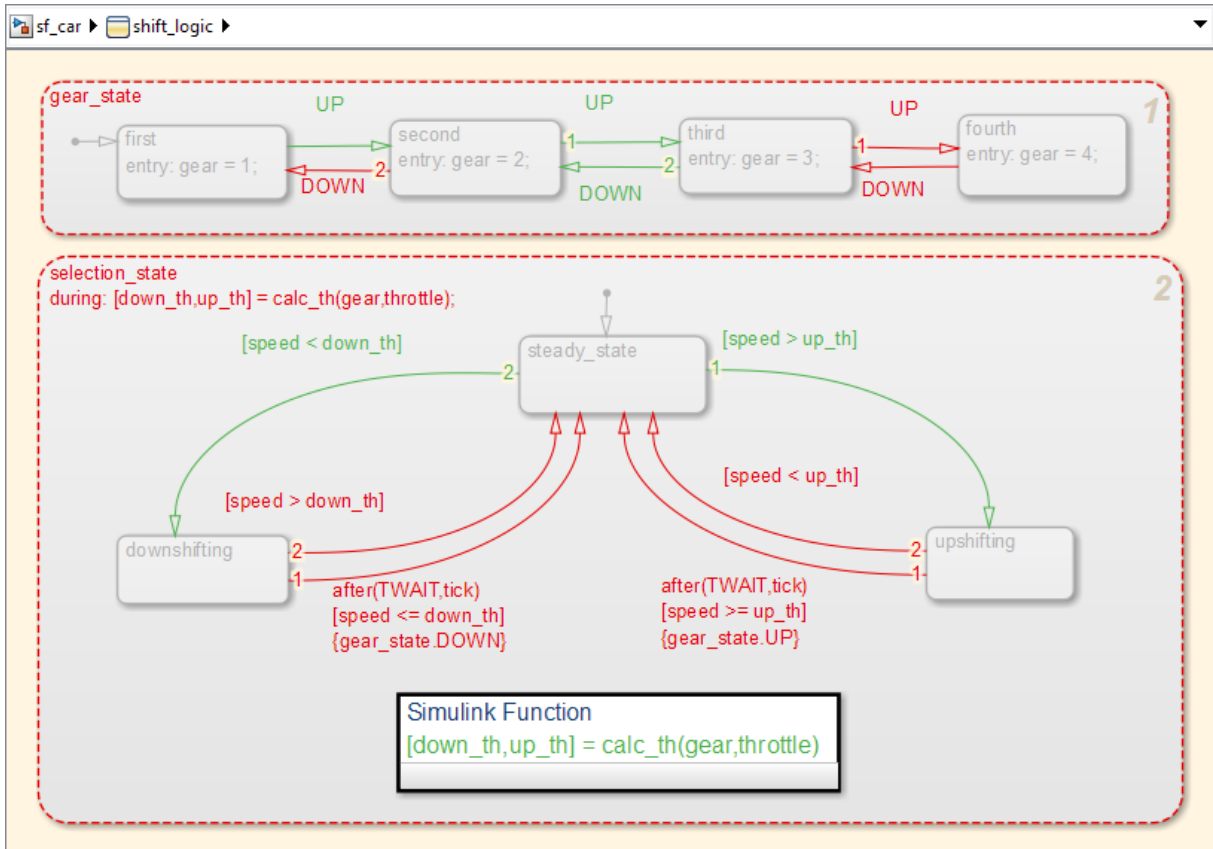 sf_car shift_logic
gear_state
1
UP
UP
UP
first
entry: gear = 1;
second
entry: gear = 2;
third
entry: gear = 3;
fourth
entry: gear = 4;
1
1
2
2
DOWN
DOWN
DOWN
selection_state
during: [down_th,up_th] = calc_th(gear,throttle);
2
[speed < down_th]
steady_state
[speed > up_th]
2
1
[speed > down_th]
[speed < up_th]
downshifting
2
1
upshifting
2
1
after(TWAIT,tick)
[speed <= down_th]
{gear_state.DOWN}
after(TWAIT,tick)
[speed >= up_th]
{gear_state.UP}
Simulink Function
[down_th,up_th] = calc_th(gear,throttle)